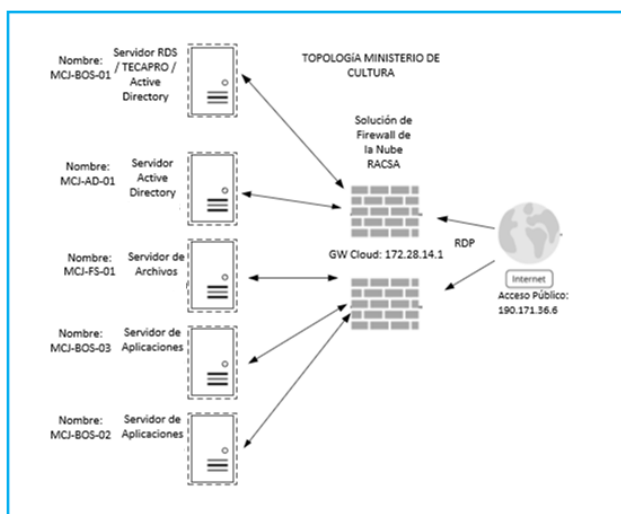 TOPOLOGÍA MINISTERIO DE
CULTURA
Nombre:
MCJ-BOS-01
Servidor RDS
/ TECAPRO /
Active
Directory
Nombre:
MCJ-AD-01
Servidor
Active
Directory
Nombre:
MCJ-FS-01
Servidor de
Archivos
Nombre:
MCJ-BOS-03
Servidor de
Aplicaciones
Nombre:
MCJ-BOS-02
Servidor de
Aplicaciones
Solución de
Firewall de
la Nube
RACSA
GW Cloud: 172.28.14.1
RDP
Internet
Acceso Público:
190.171.36.6